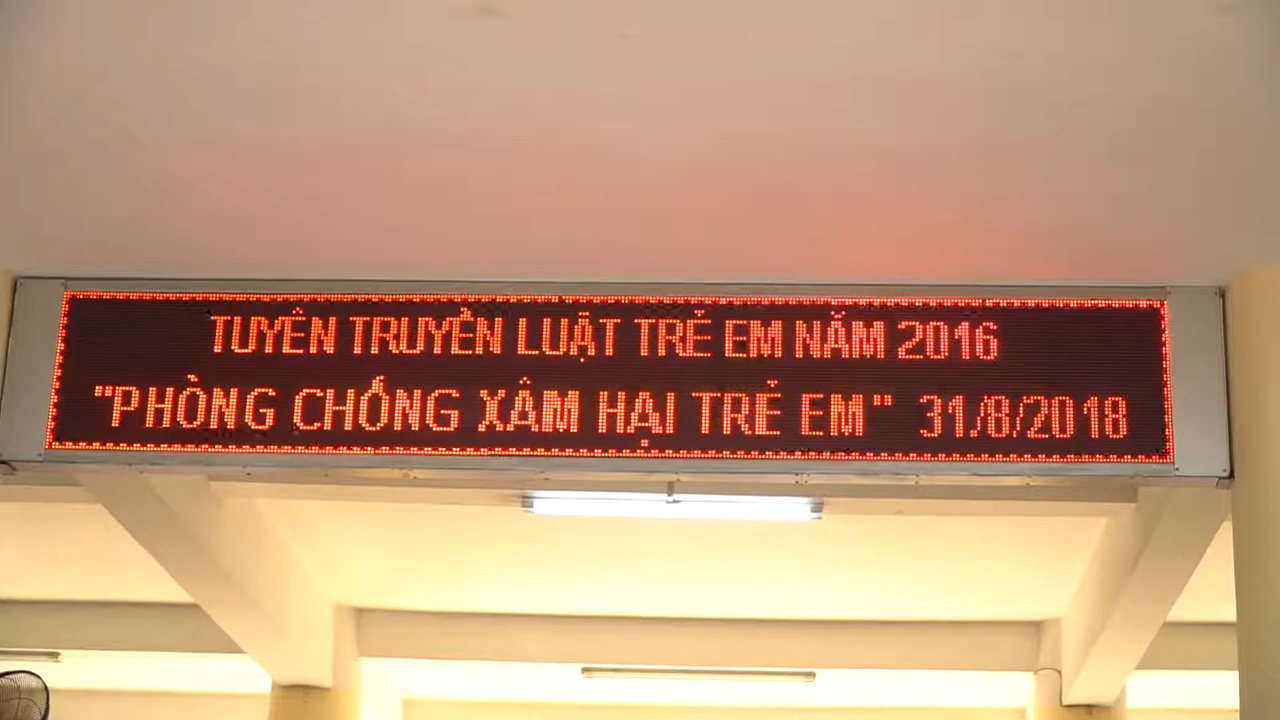 TUYÊN TRUYỀN LUẬT TRẺ EM NĂM 2016
"PHÒNG CHỐNG XÂM HẠI TRẺ EM" 31/8/2018